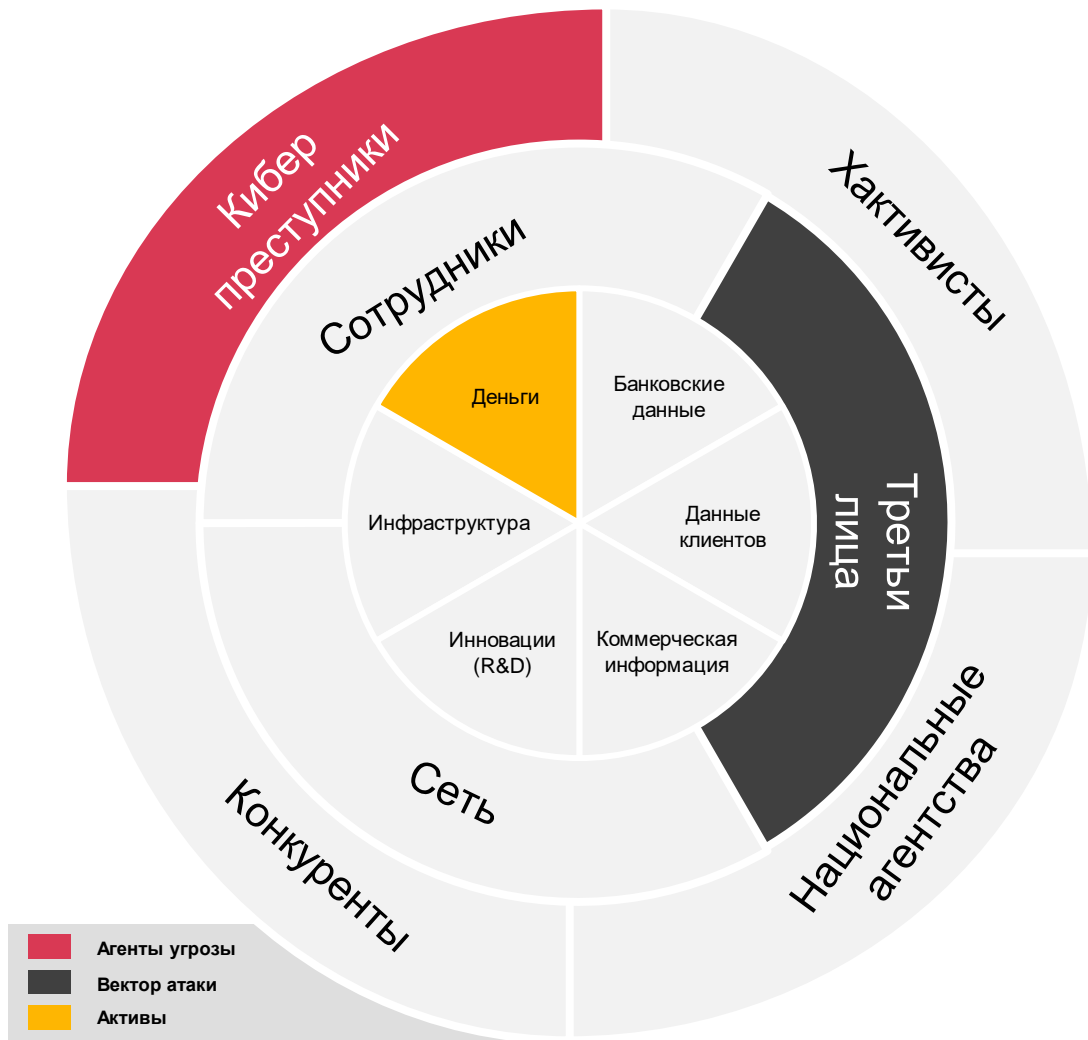 Кибер
преступники
Хактивисты
Сотрудники
Деньги
Банковские
данные
Инфраструктура
Данные
клиентов
Третьи
лица
Инновации
(R&D)
Коммерческая
информация
Сеть
Конкуренты
Национальные
агентства
Агенты угрозы
Вектор атаки
Активы